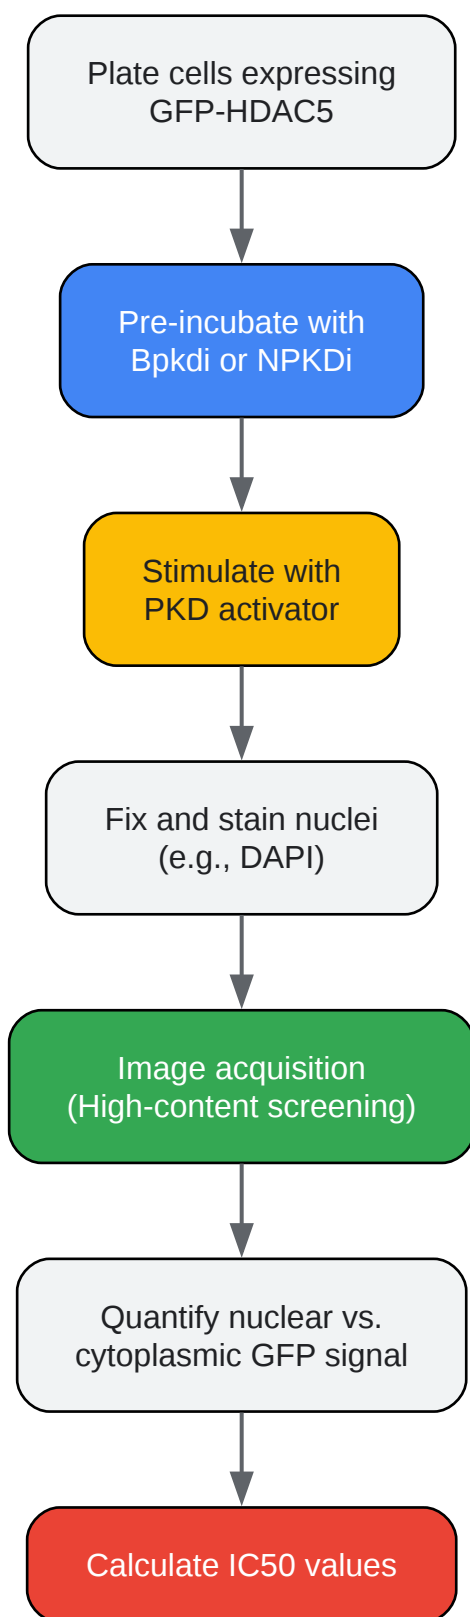 Plate cells expressing
GFP-HDAC5
Pre-incubate with
Bpkdi or NPKDi
Stimulate with
PKD activator
Fix and stain nuclei
(e.g., DAPI)
Image acquisition
(High-content screening)
Quantify nuclear vs.
cytoplasmic GFP signal
Calculate IC50 values